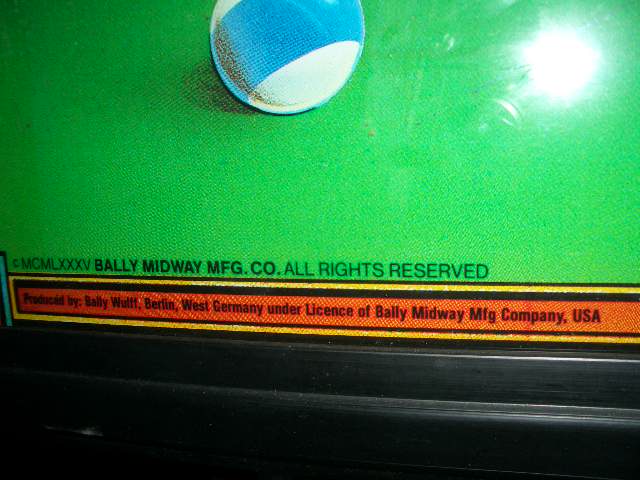 c MCMLXXXV BALLY MIDWAY MFG. CO. ALL RIGHTS RESERVED
Produced by: Bally Wulff, Berlin, West Germany under Licence of Bally Midway Mfg Company, USA